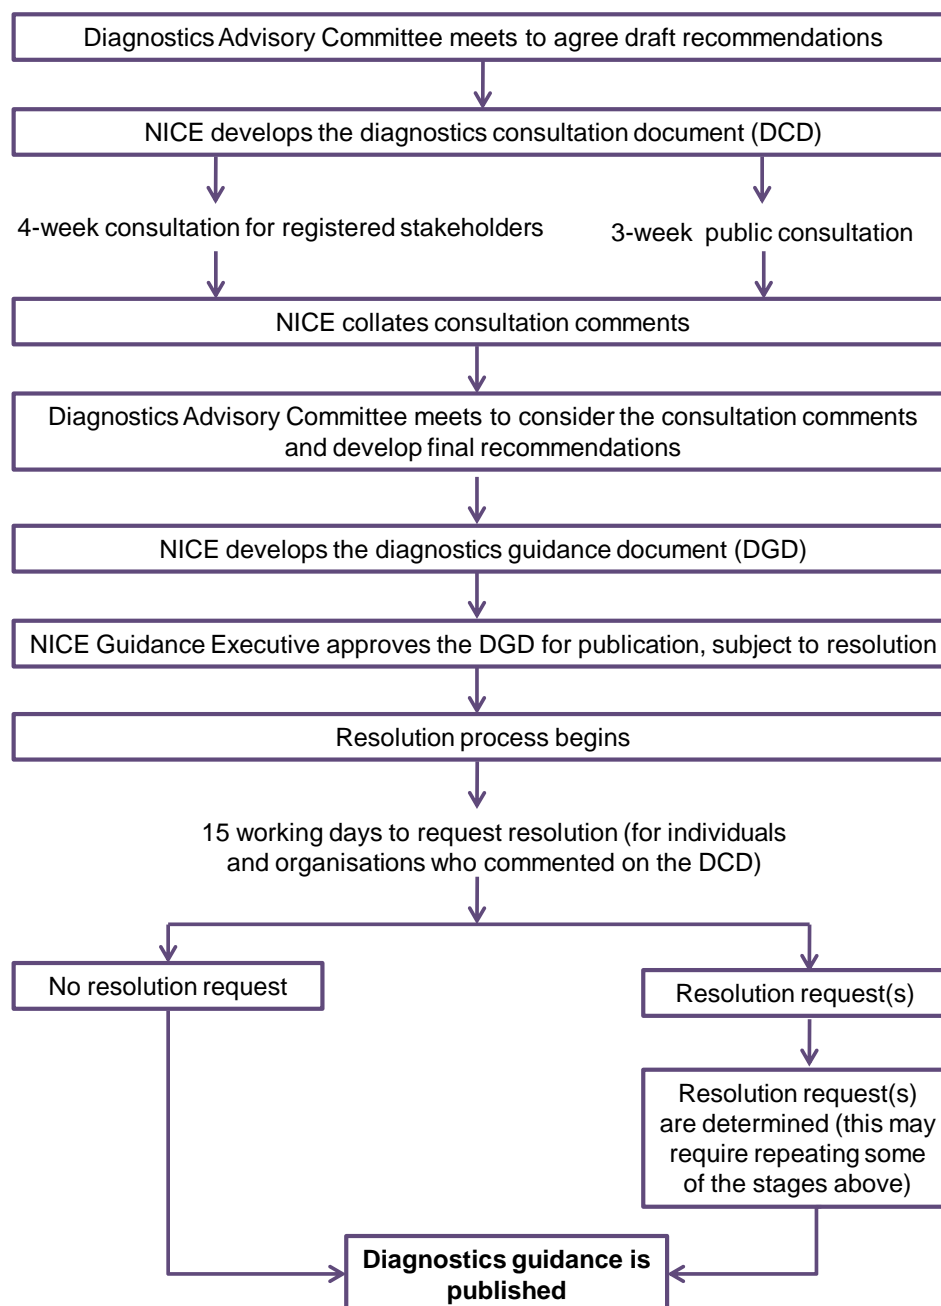 Diagnostics Advisory Committee meets to agree draft recommendations
NICE develops the diagnostics consultation document (DCD)
4-week consultation for registered stakeholders
3-week public consultation
NICE collates consultation comments
Diagnostics Advisory Committee meets to consider the consultation comments
and develop final recommendations
NICE develops the diagnostics guidance document (DGD)
NICE Guidance Executive approves the DGD for publication, subject to resolution
Resolution process begins
15 working days to request resolution (for individuals
and organisations who commented on the DCD)
No resolution request
Resolution request(s)
Resolution request(s)
are determined (this may
require repeating some
of the stages above)
Diagnostics guidance is
published